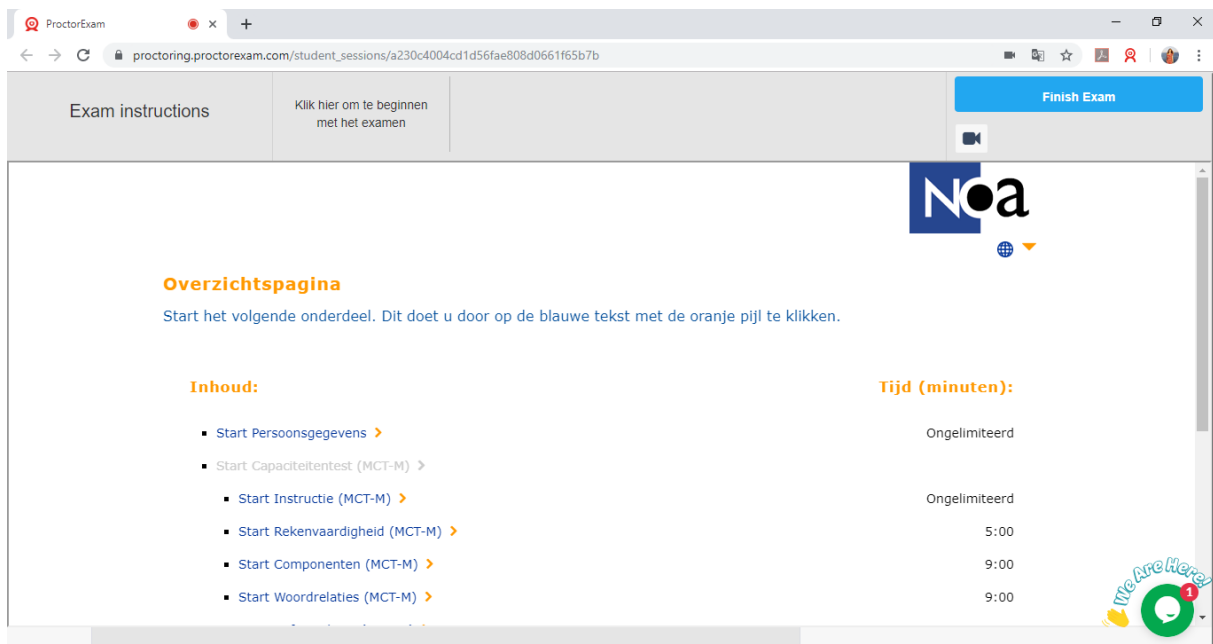 ProctorExam
proctoring.proctorexam.com/student_sessions/a230c4004cd1d56fae808d0661f65b7b
Exam instructions
Klik hier om te beginnen
met het examen
Finish Exam
Noa
Overzichtspagina
Start het volgende onderdeel. Dit doet u door op de blauwe tekst met de oranje pijl te klikken.
Inhoud: Tijd (minuten):
Start Persoonsgegevens Ongelimiteerd
Start Capaciteitentest (MCT-M)
Start Instructie (MCT-M) Ongelimiteerd
Start Rekenvaardigheid (MCT-M) 5:00
Start Componenten (MCT-M) 9:00
Start Woordrelaties (MCT-M) 9:00
We Are Here!
1